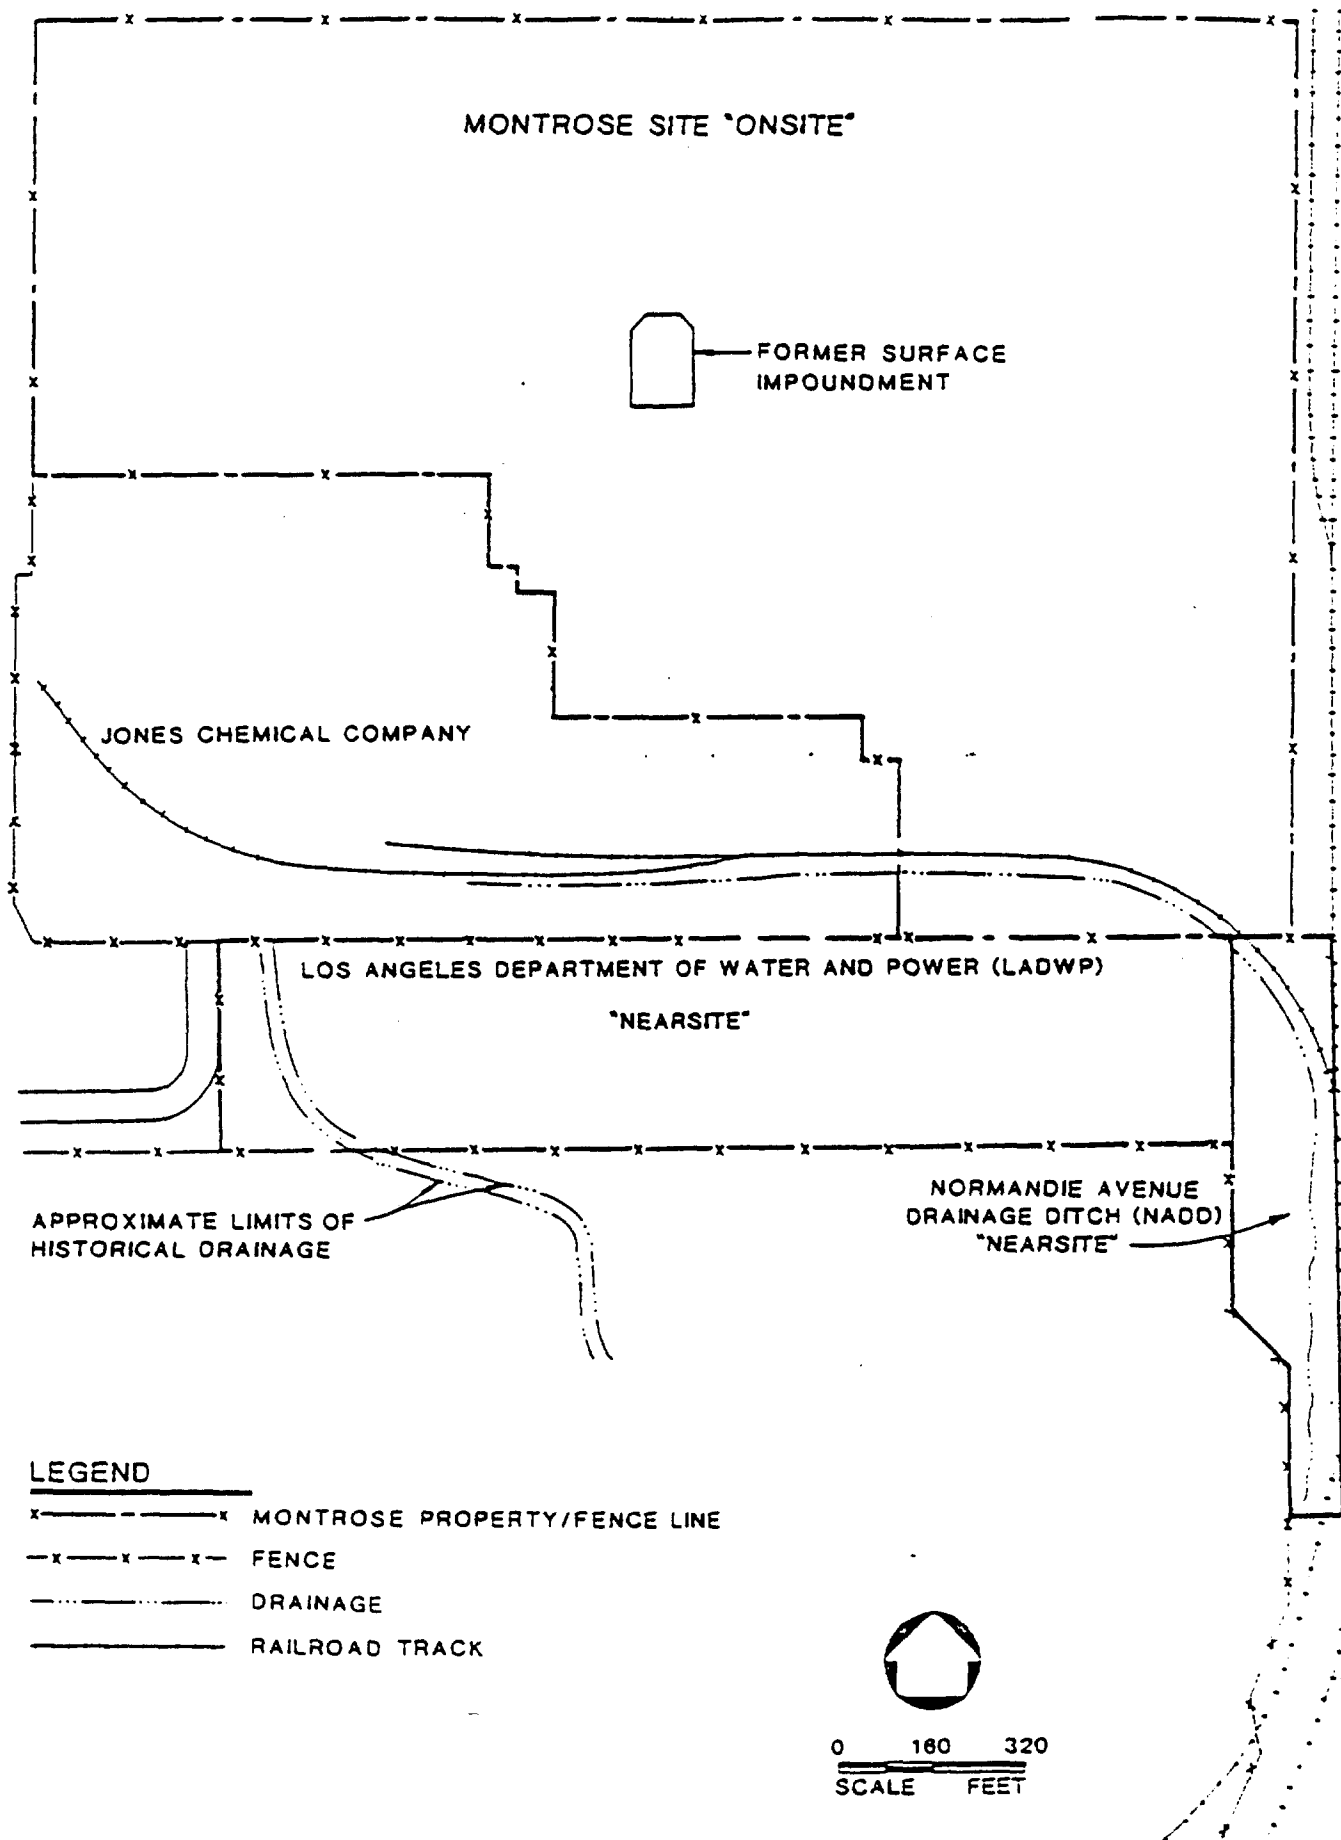 MONTROSE SITE "ONSITE"
FORMER SURFACE
IMPOUNDMENT
JONES CHEMICAL COMPANY
LOS ANGELES DEPARTMENT OF WATER AND POWER (LADWP)
"NEARSITE"
APPROXIMATE LIMITS OF
HISTORICAL DRAINAGE
NORMANDIE AVENUE
DRAINAGE DITCH (NADD)
"NEARSITE"
LEGEND
MONTROSE PROPERTY/FENCE LINE
FENCE
DRAINAGE
RAILROAD TRACK
0 160 320
SCALE FEET